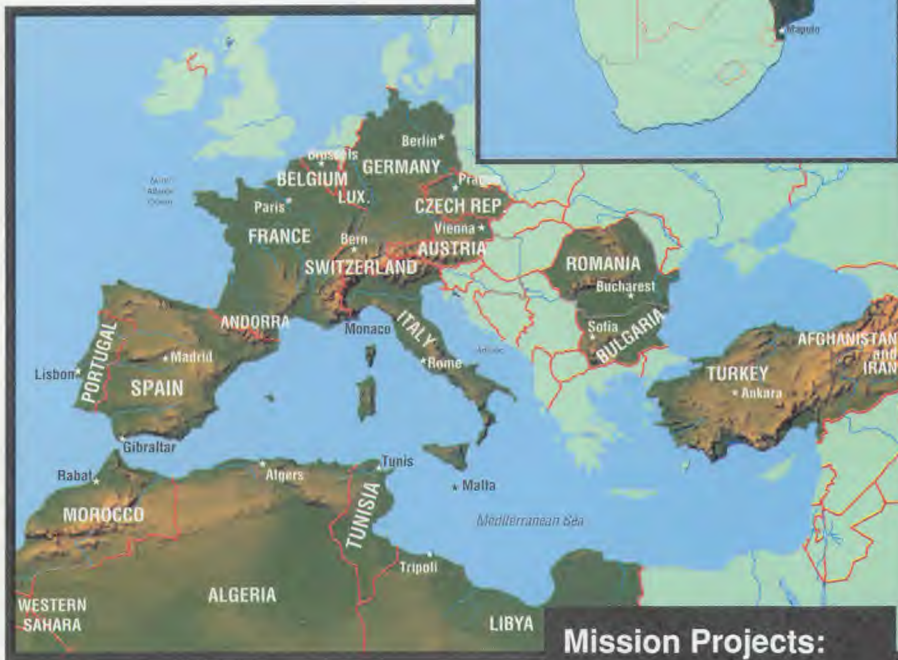 Maputo
Berlin
Brussels
GERMANY
BELGIUM
Prague
LUX.
CZECH REP.
Paris
Vienna
FRANCE
Bern
AUSTRIA
SWITZERLAND
ROMANIA
Bucharest
ANDORRA
Monaco
ITALY
Sofia
BULGARIA
AFGHANISTAN
and
IRAN
PORTUGAL
Madrid
Rome
TURKEY
Lisbon
SPAIN
Ankara
Gibraltar
Rabat
Algers
Tunis
Malla
MOROCCO
TUNISIA
Mediterranean Sea
Tripoli
ALGERIA
WESTERN
SAHARA
LIBYA
Mission Projects: